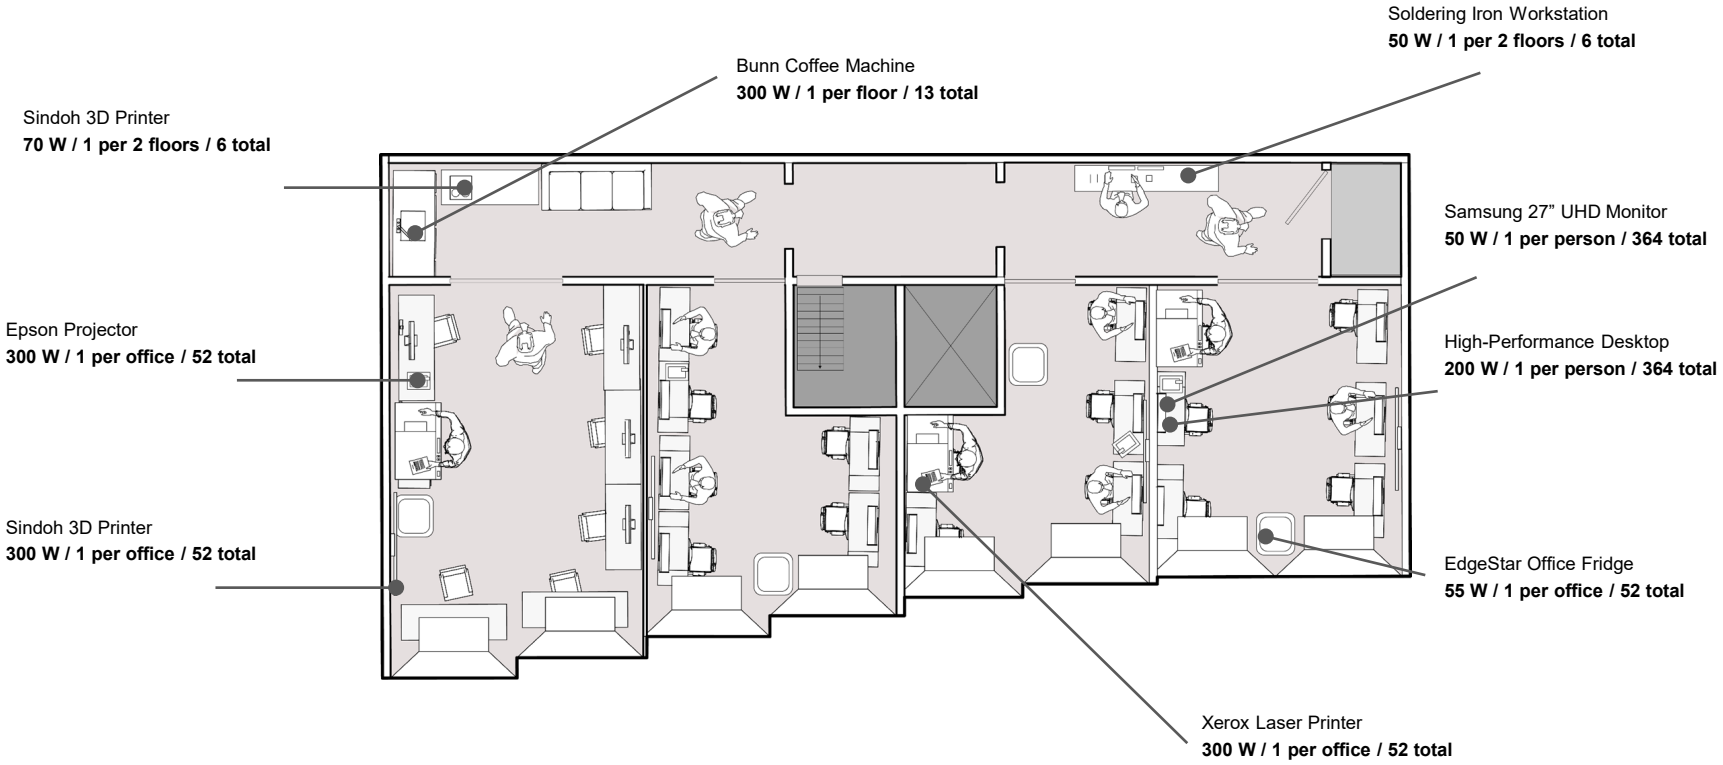 Soldering Iron Workstation
50 W / 1 per 2 floors / 6 total
Bunn Coffee Machine
300 W / 1 per floor / 13 total
Sindoh 3D Printer
70 W / 1 per 2 floors / 6 total
Samsung 27” UHD Monitor
50 W / 1 per person / 364 total
Epson Projector
300 W / 1 per office / 52 total
High-Performance Desktop
200 W / 1 per person / 364 total
Sindoh 3D Printer
300 W / 1 per office / 52 total
EdgeStar Office Fridge
55 W / 1 per office / 52 total
Xerox Laser Printer
300 W / 1 per office / 52 total